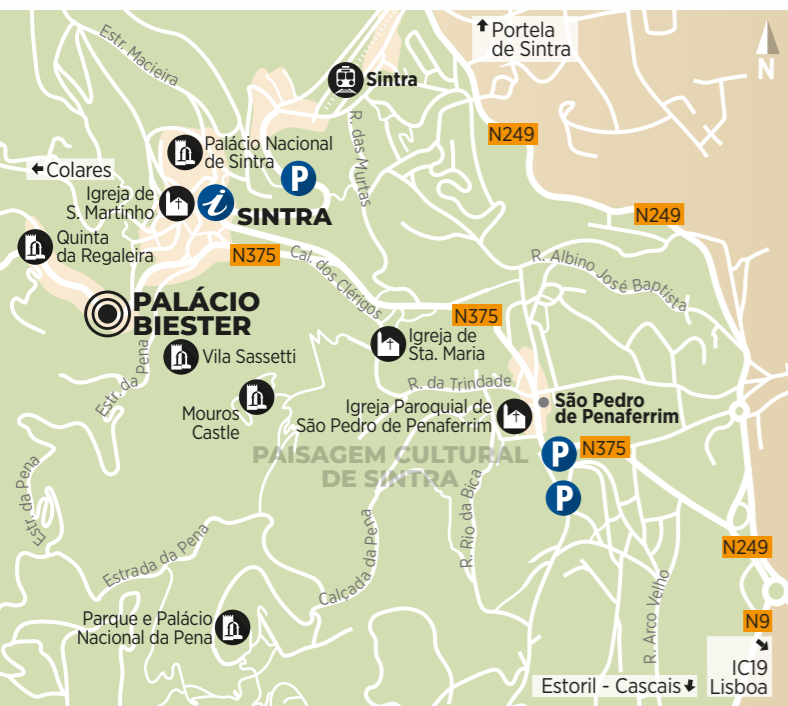 Portela
de Sintra
N
Estr. Macieira
Sintra
R. das Murtas
N249
Palácio Nacional
de Sintra
P
Colares
Igreja de
S. Martinho
i
SINTRA
N249
Quinta
da Regaleira
N375
Cal. dos Clérigos
R. Albino José Baptista
PALÁCIO
BIESTER
N375
Igreja de
Sta. Maria
Vila Sassetti
Estr. da Pena
R. da Trindade
Mouros
Castle
Igreja Paroquial de
São Pedro de Penaferrim
São Pedro
de Penaferrim
PAISAGEM CULTURAL
DE SINTRA
P
N375
P
Estr. da Pena
R. Rio da Bica
Estrada da Pena
Calçada da Pena
N249
R. Arco Velho
Parque e Palácio
Nacional da Pena
N9
IC19
Lisboa
Estoril - Cascais